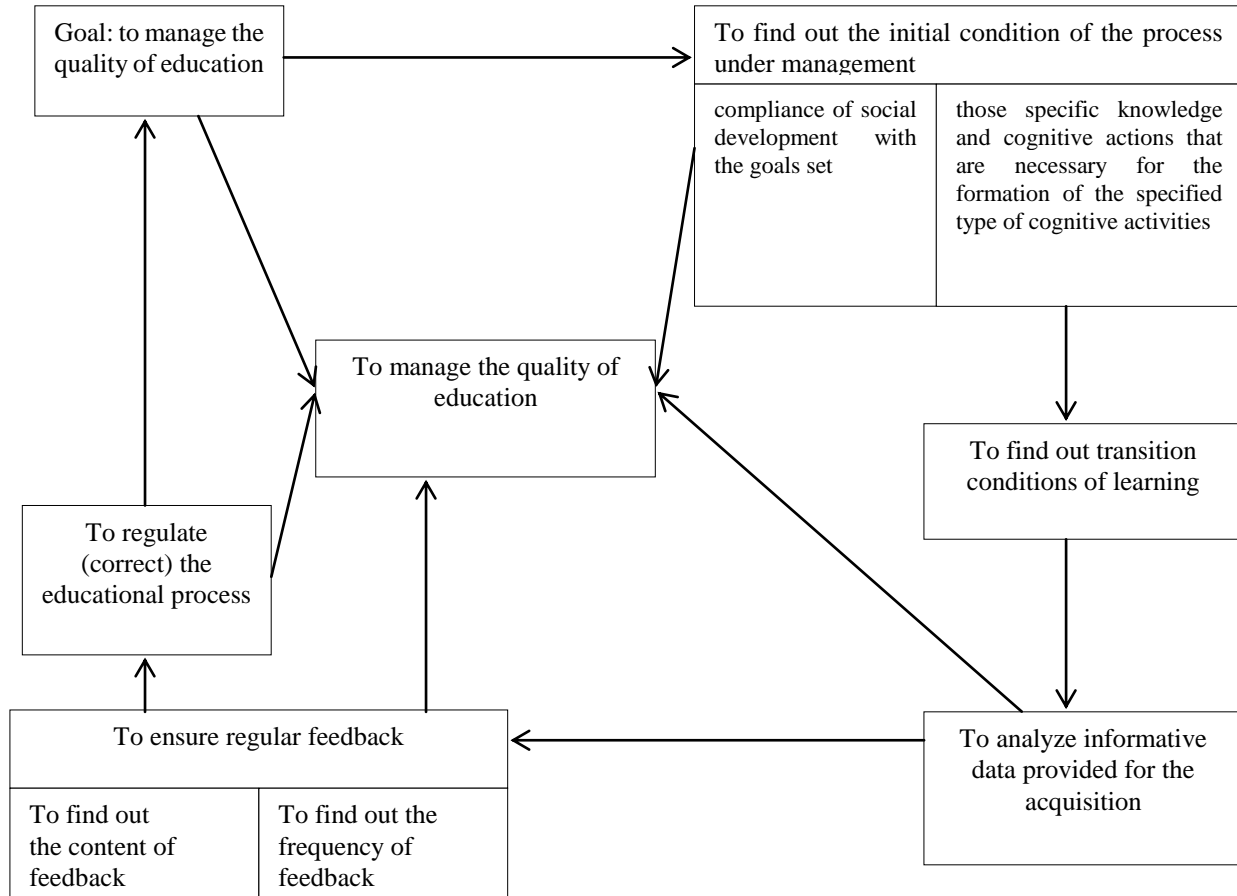 Goal: to manage the
quality of education
To find out the initial condition of the process
under management
compliance of social
development with
the goals set
those specific knowledge
and cognitive actions that
are necessary for the
formation of the specified
type of cognitive activities
To manage the quality of
education
To find out transition
conditions of learning
To regulate
(correct) the
educational process
To ensure regular feedback
To find out
the content of
feedback
To find out the
frequency of
feedback
To analyze informative
data provided for the
acquisition